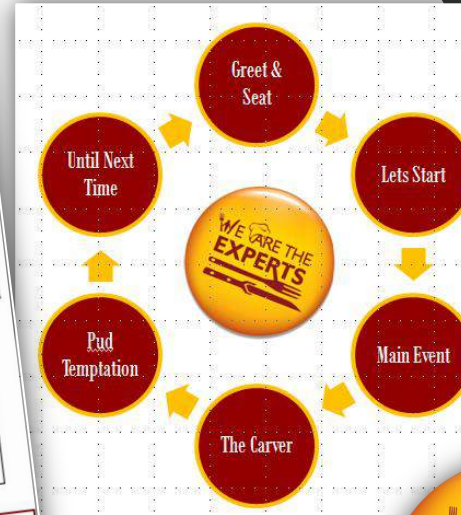 Greet &
Seat
Lets Start
Main Event
The Carver
Pud
Temptation
Until Next
Time
WE ARE THE
EXPERTS